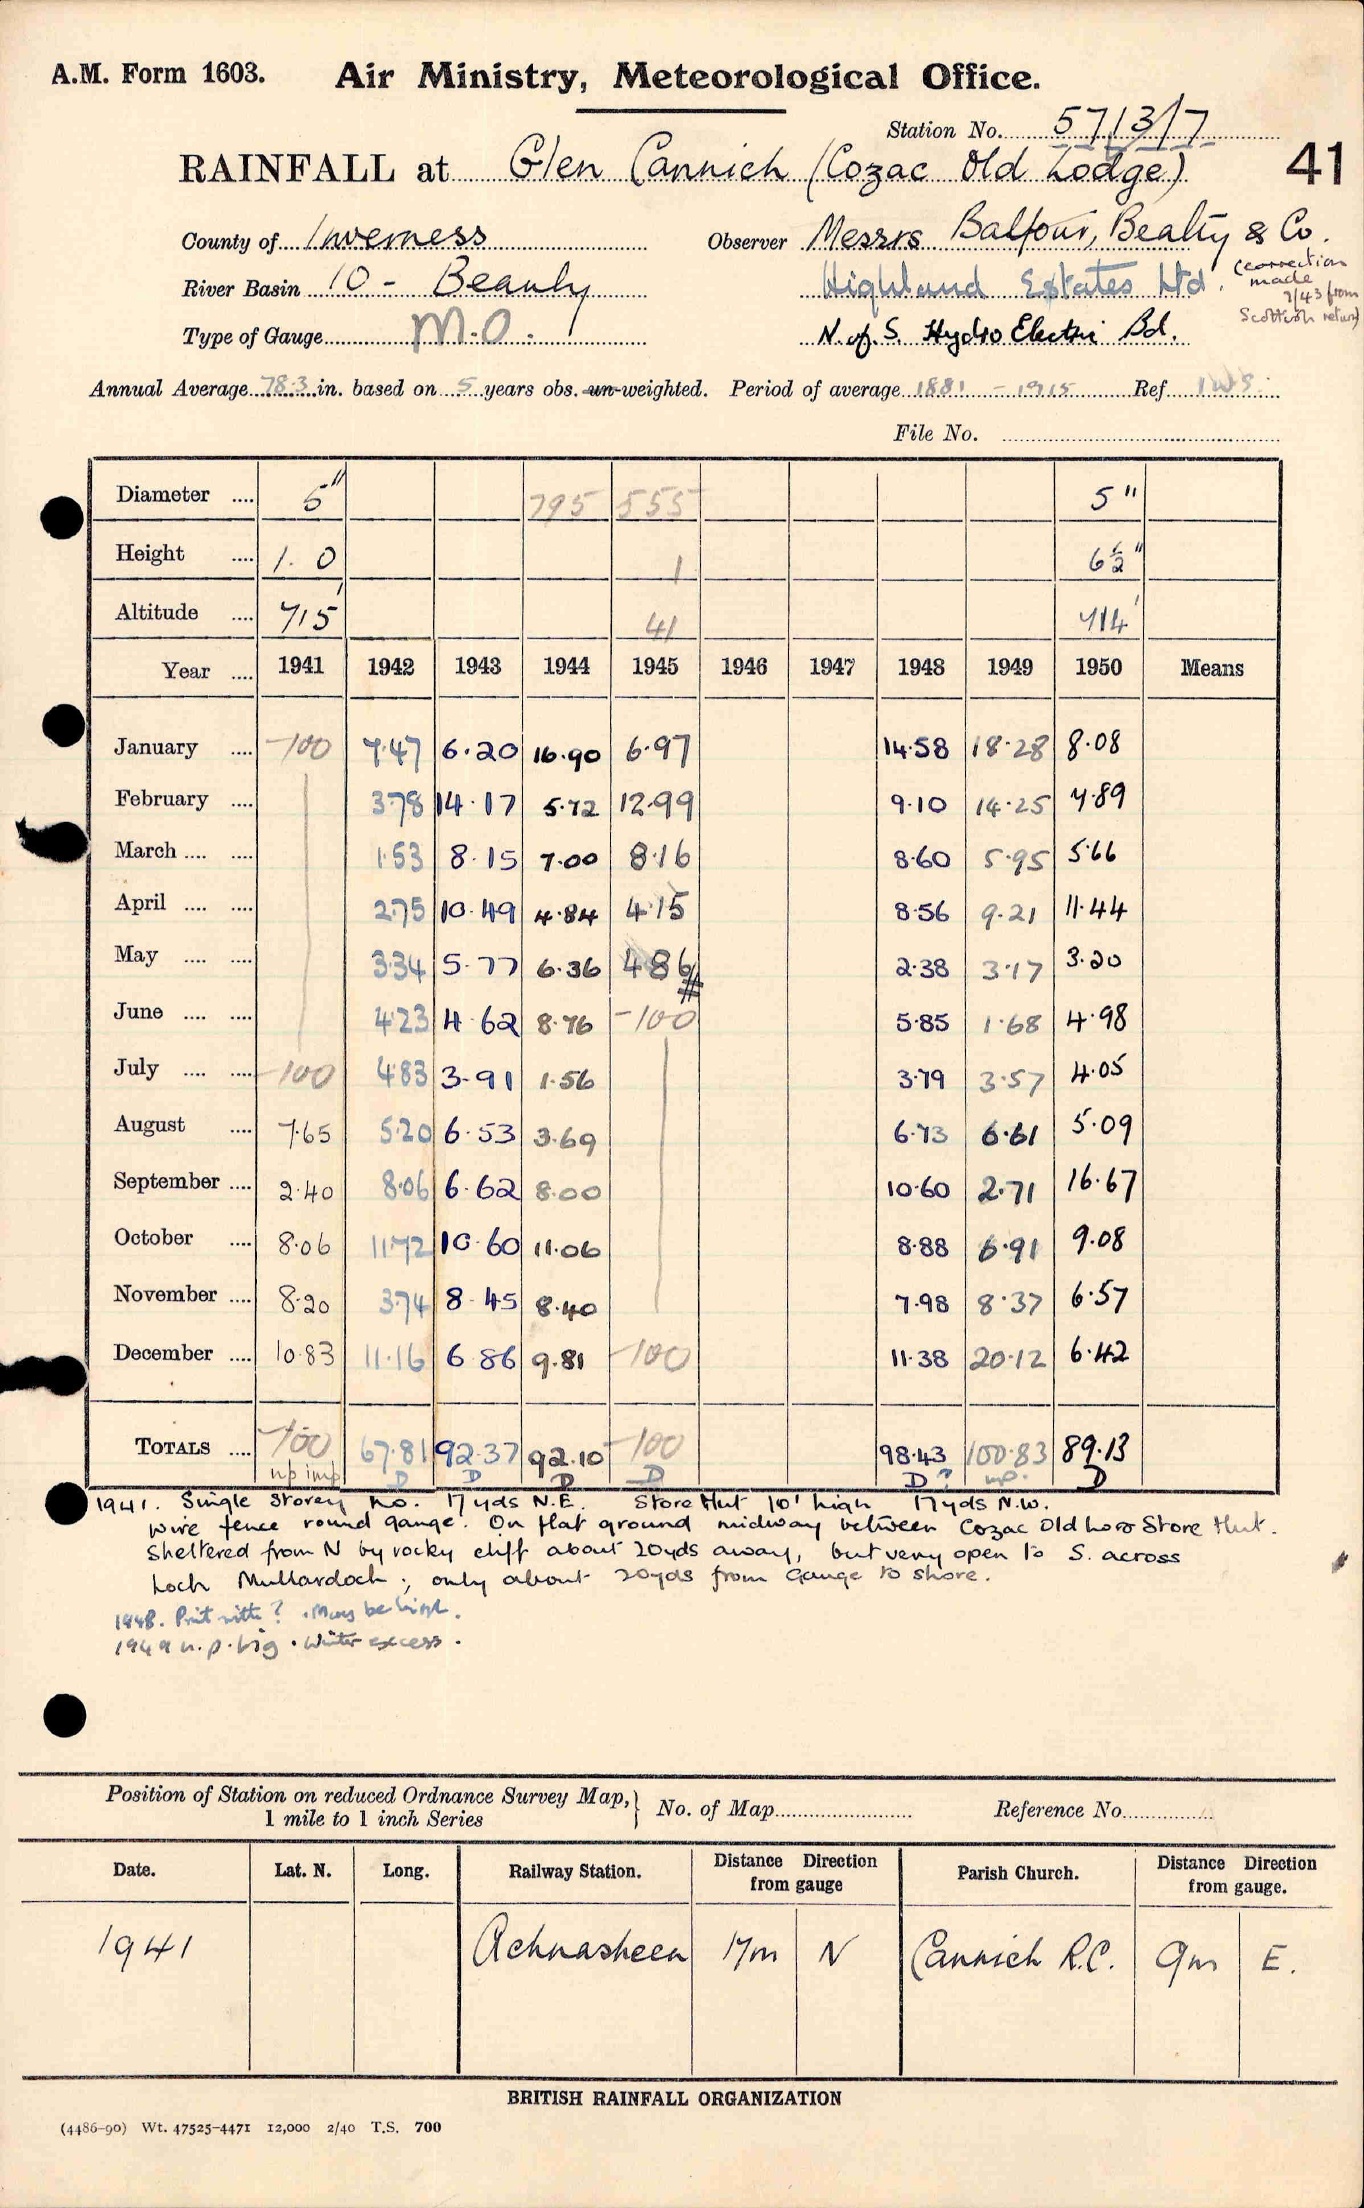 A.M. Form 1603. Air Ministry, Meteorological Office.
Station No. 5713/7
41
RAINFALL at Glen Cannich (Cozac Old Lodge)
County of Inverness Observer Messrs Balfour, Beatty & Co.
River Basin 10 - Beauly Highland Estates Ltd. (correction made 9/43 from Scottish return)
Type of Gauge M.O. N. of S. Hydro Electric Bd.
Annual Average 78.3 in. based on 5 years obs. un-weighted. Period of average 1881 - 1915 Ref
File No.
Diameter .... 5" 795 555 5"
Height .... 1. 0 1 6½"
Altitude .... 715' 41 714'
Year .... 1941 1942 1943 1944 1945 1946 1947 1948 1949 1950 Means
January .... -100 7.47 6.20 16.90 6.97 14.58 18.28 8.08
February .... 3.78 14.17 5.72 12.99 9.10 14.25 7.89
March .... .... 1.53 8.15 7.00 8.16 8.60 5.95 5.66
April .... .... 2.75 10.49 4.84 4.15 8.56 9.21 11.44
May .... .... 3.34 5.77 6.36 4.86 # 2.38 3.17 3.20
June .... .... 4.23 4.62 8.76 -100 5.85 1.68 4.98
July .... .... -100 4.83 3.91 1.56 3.79 3.57 4.05
August .... 7.65 5.20 6.53 3.69 6.73 6.61 5.09
September .... 2.40 8.06 6.62 8.00 10.60 2.71 16.67
October .... 8.06 11.72 10.60 11.06 8.88 6.91 9.08
November .... 8.20 3.74 8.45 8.40 7.98 8.37 6.57
December .... 10.83 11.16 6.86 9.81 -100 11.38 20.12 6.42
TOTALS .... -100 67.81 92.37 92.10 -100 98.43 100.83 89.13
np imp D D D D D ? np. D
1941. Single storey ho. 17 yds N.E. Store Hut 10' high 17 yds N.W.
Wire fence round gauge. On flat ground midway between Cozac Old Store Hut.
Sheltered from N by rocky cliff about 20yds away, but very open to S. across
Loch Mullardoch; only about 20yds from Gauge to shore.
1948. ? May be high.
1949 n.p. big. Winter excess.
Position of Station on reduced Ordnance Survey Map, 1 mile to 1 inch Series } No. of Map Reference No.
Date. Lat. N. Long. Railway Station. Distance Direction from gauge Parish Church. Distance Direction from gauge.
1941 Achnasheen 17m N Cannich R.C. 9m E.
BRITISH RAINFALL ORGANIZATION
(4486-90) Wt. 47525-4471 12,000 2/40 T.S. 700